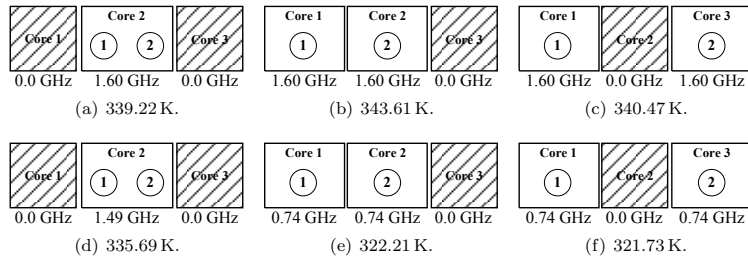 Core 1
Core 2
Core 3
1
2
0.0 GHz
1.60 GHz
0.0 GHz
(a) 339.22 K.
Core 1
Core 2
Core 3
1
2
1.60 GHz
1.60 GHz
0.0 GHz
(b) 343.61 K.
Core 1
Core 2
Core 3
1
2
1.60 GHz
0.0 GHz
1.60 GHz
(c) 340.47 K.
Core 1
Core 2
Core 3
1
2
0.0 GHz
1.49 GHz
0.0 GHz
(d) 335.69 K.
Core 1
Core 2
Core 3
1
2
0.74 GHz
0.74 GHz
0.0 GHz
(e) 322.21 K.
Core 1
Core 2
Core 3
1
2
0.74 GHz
0.0 GHz
0.74 GHz
(f) 321.73 K.